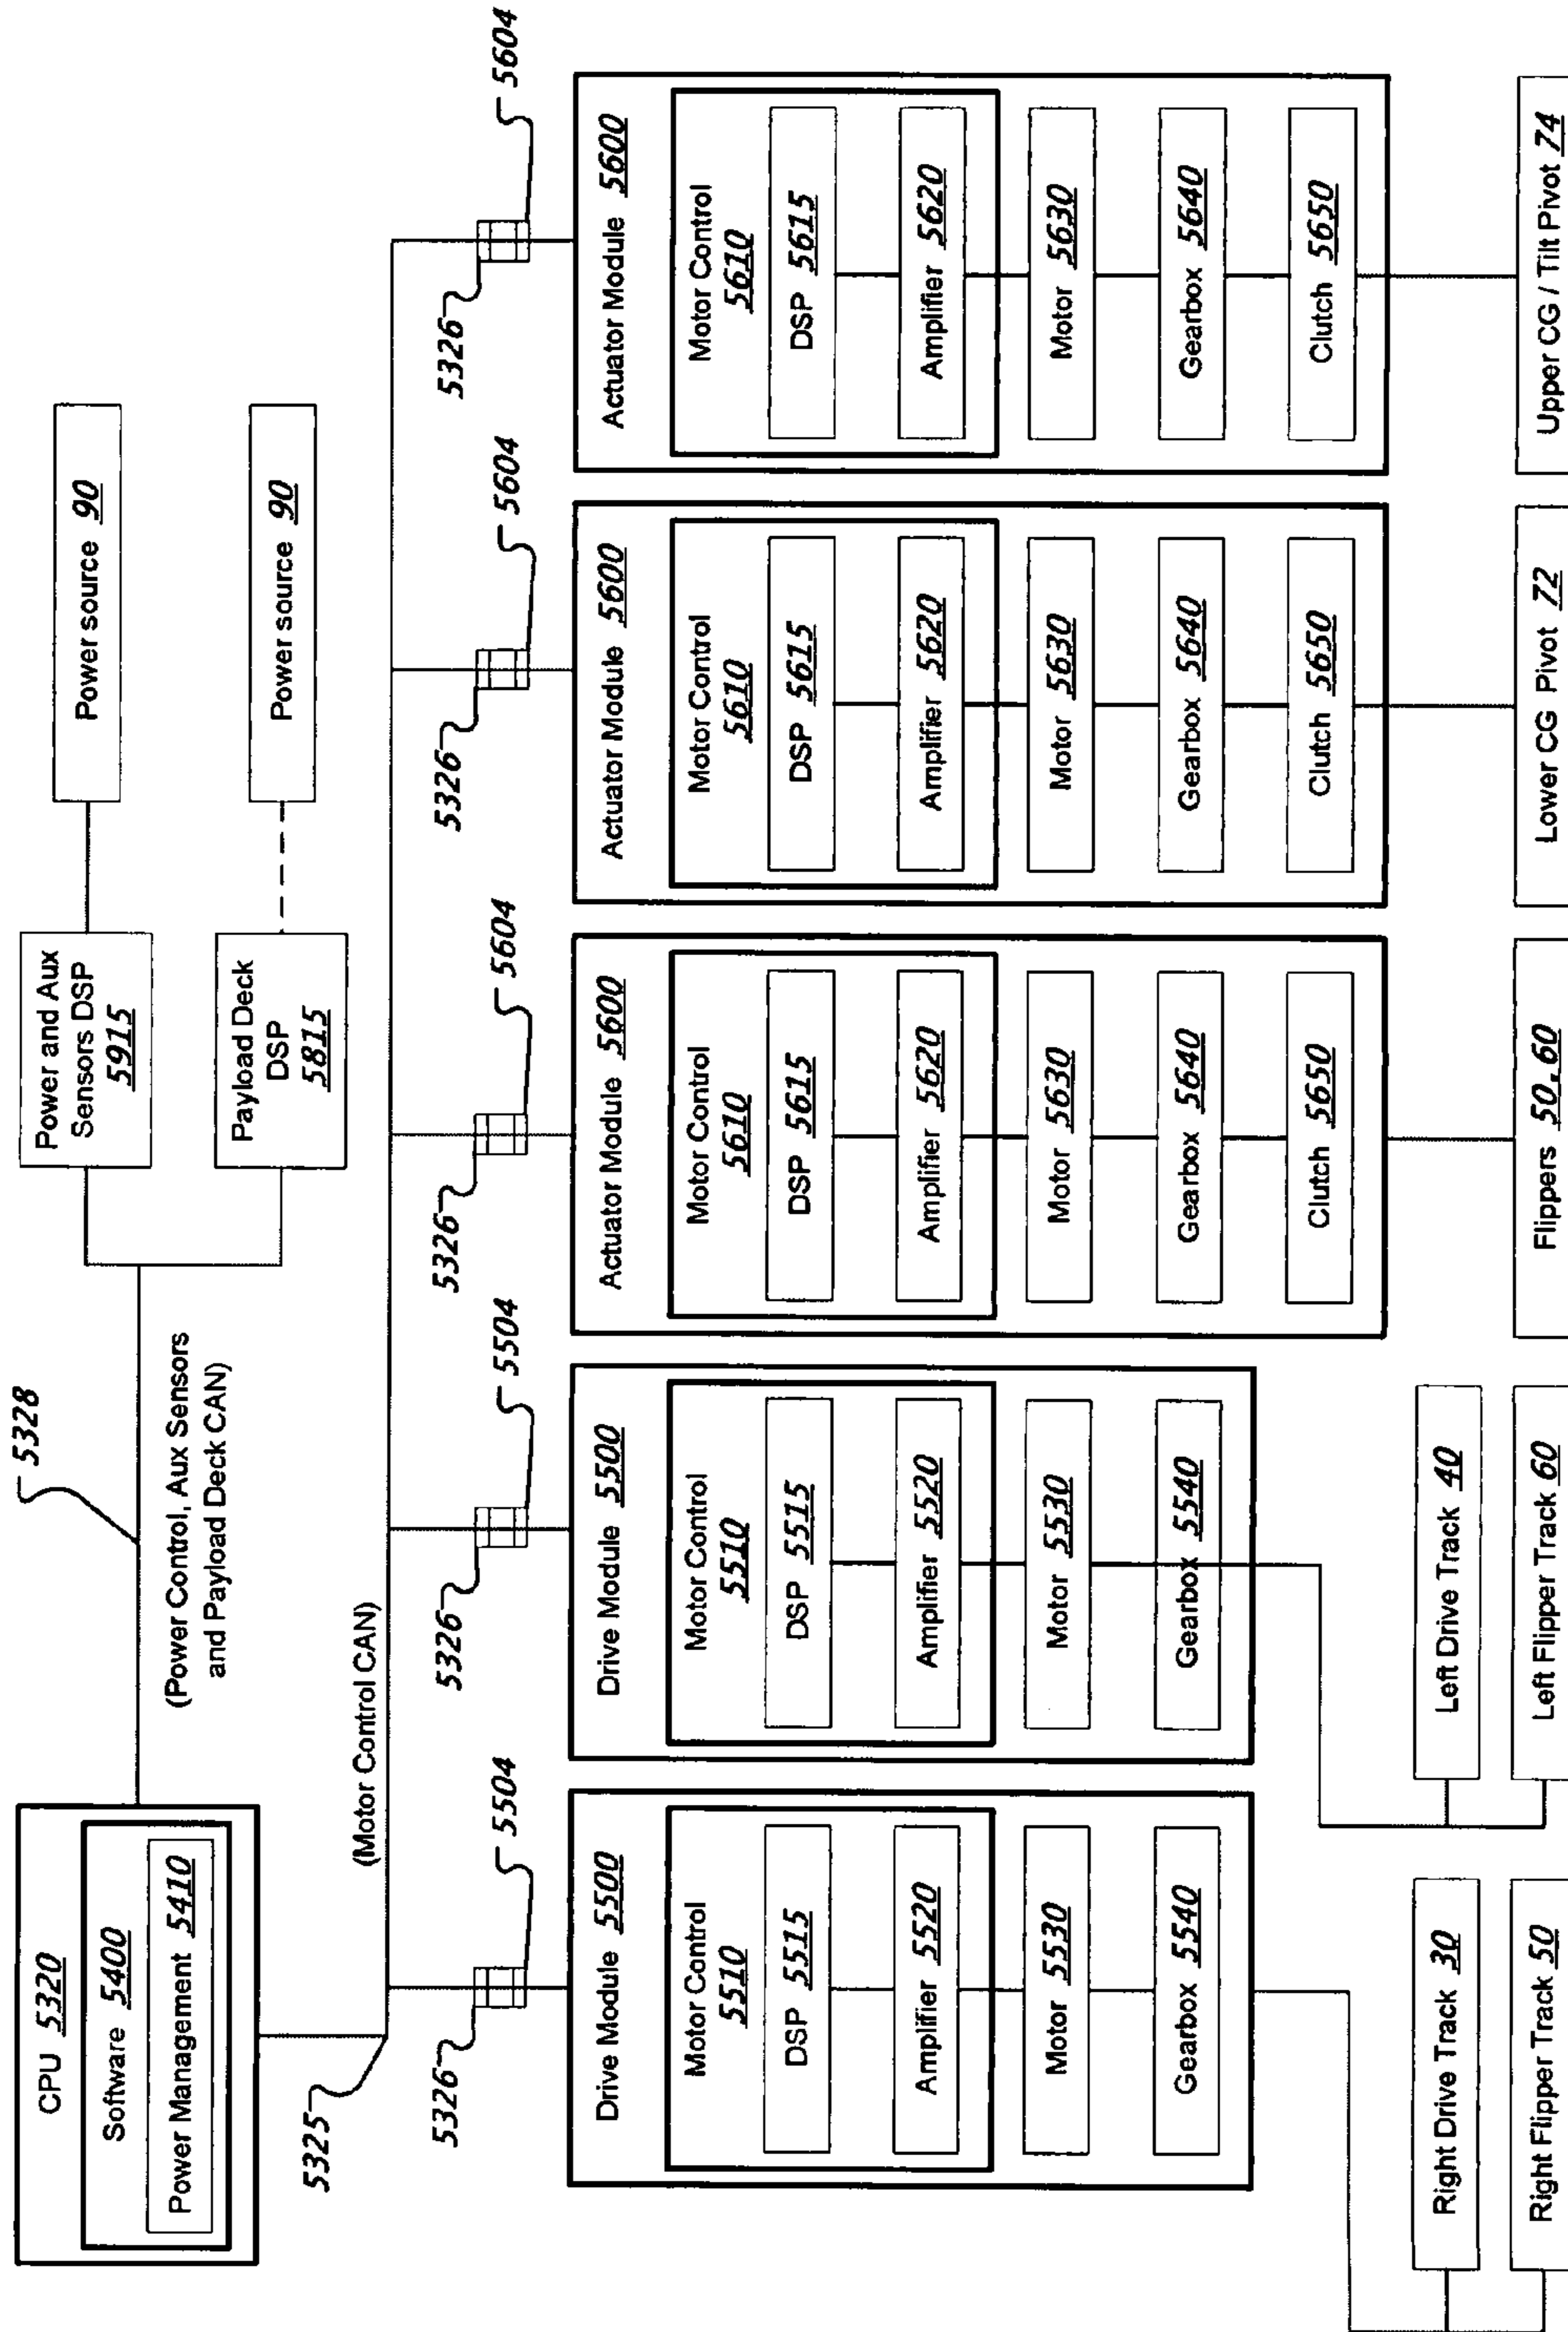 CPU 5320
Software 5400
Power Management 5410
5328
(Power Control, Aux Sensors
and Payload Deck CAN)
Power and Aux
Sensors DSP
5915
Power source 90
Payload Deck
DSP
5815
Power source 90
5325
(Motor Control CAN)
5326
5504
5326
5504
5326
5604
5326
5604
5326
5604
Drive Module 5500
Motor Control
5510
DSP 5515
Amplifier 5520
Motor 5530
Gearbox 5540
Drive Module 5500
Motor Control
5510
DSP 5515
Amplifier 5520
Motor 5530
Gearbox 5540
Actuator Module 5600
Motor Control
5610
DSP 5615
Amplifier 5620
Motor 5630
Gearbox 5640
Clutch 5650
Actuator Module 5600
Motor Control
5610
DSP 5615
Amplifier 5620
Motor 5630
Gearbox 5640
Clutch 5650
Actuator Module 5600
Motor Control
5610
DSP 5615
Amplifier 5620
Motor 5630
Gearbox 5640
Clutch 5650
Right Drive Track 30
Right Flipper Track 50
Left Drive Track 40
Left Flipper Track 60
Flippers 50,60
Lower CG Pivot 72
Upper CG / Tilt Pivot 74